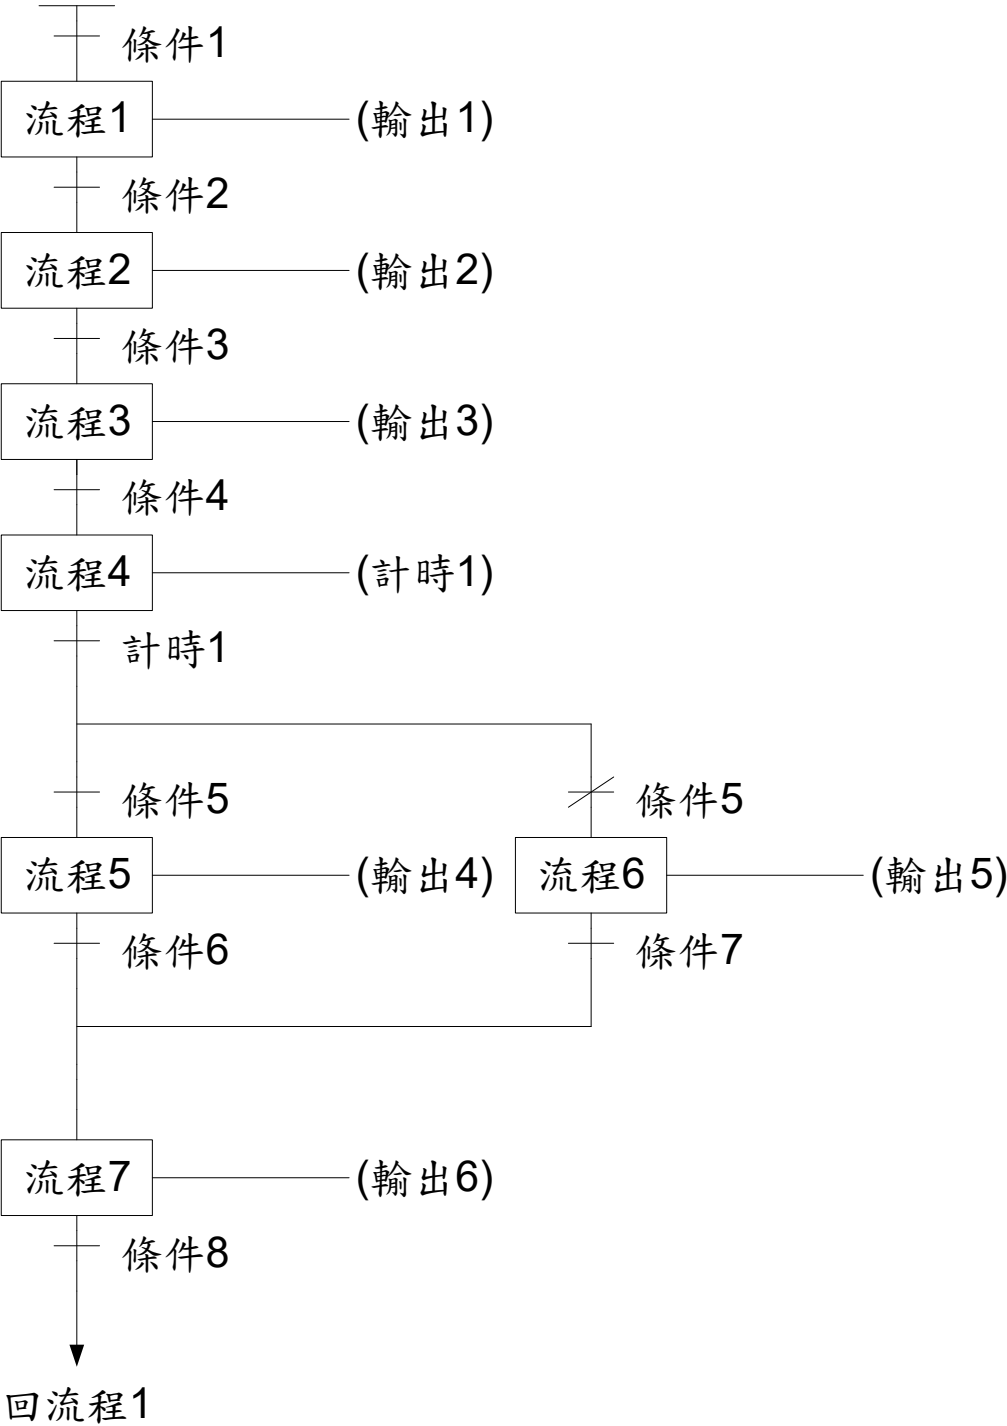 條件1
流程1 (輸出1)
條件2
流程2 (輸出2)
條件3
流程3 (輸出3)
條件4
流程4 (計時1)
計時1
條件5 條件5
流程5 (輸出4) 流程6 (輸出5)
條件6 條件7
流程7 (輸出6)
條件8
回流程1